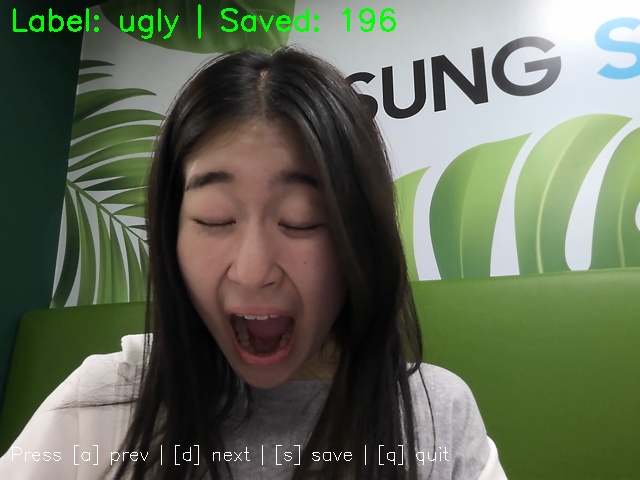 Label: ugly | Saved: 196
SUNG S
Press [a] prev | [d] next | [s] save | [q] quit